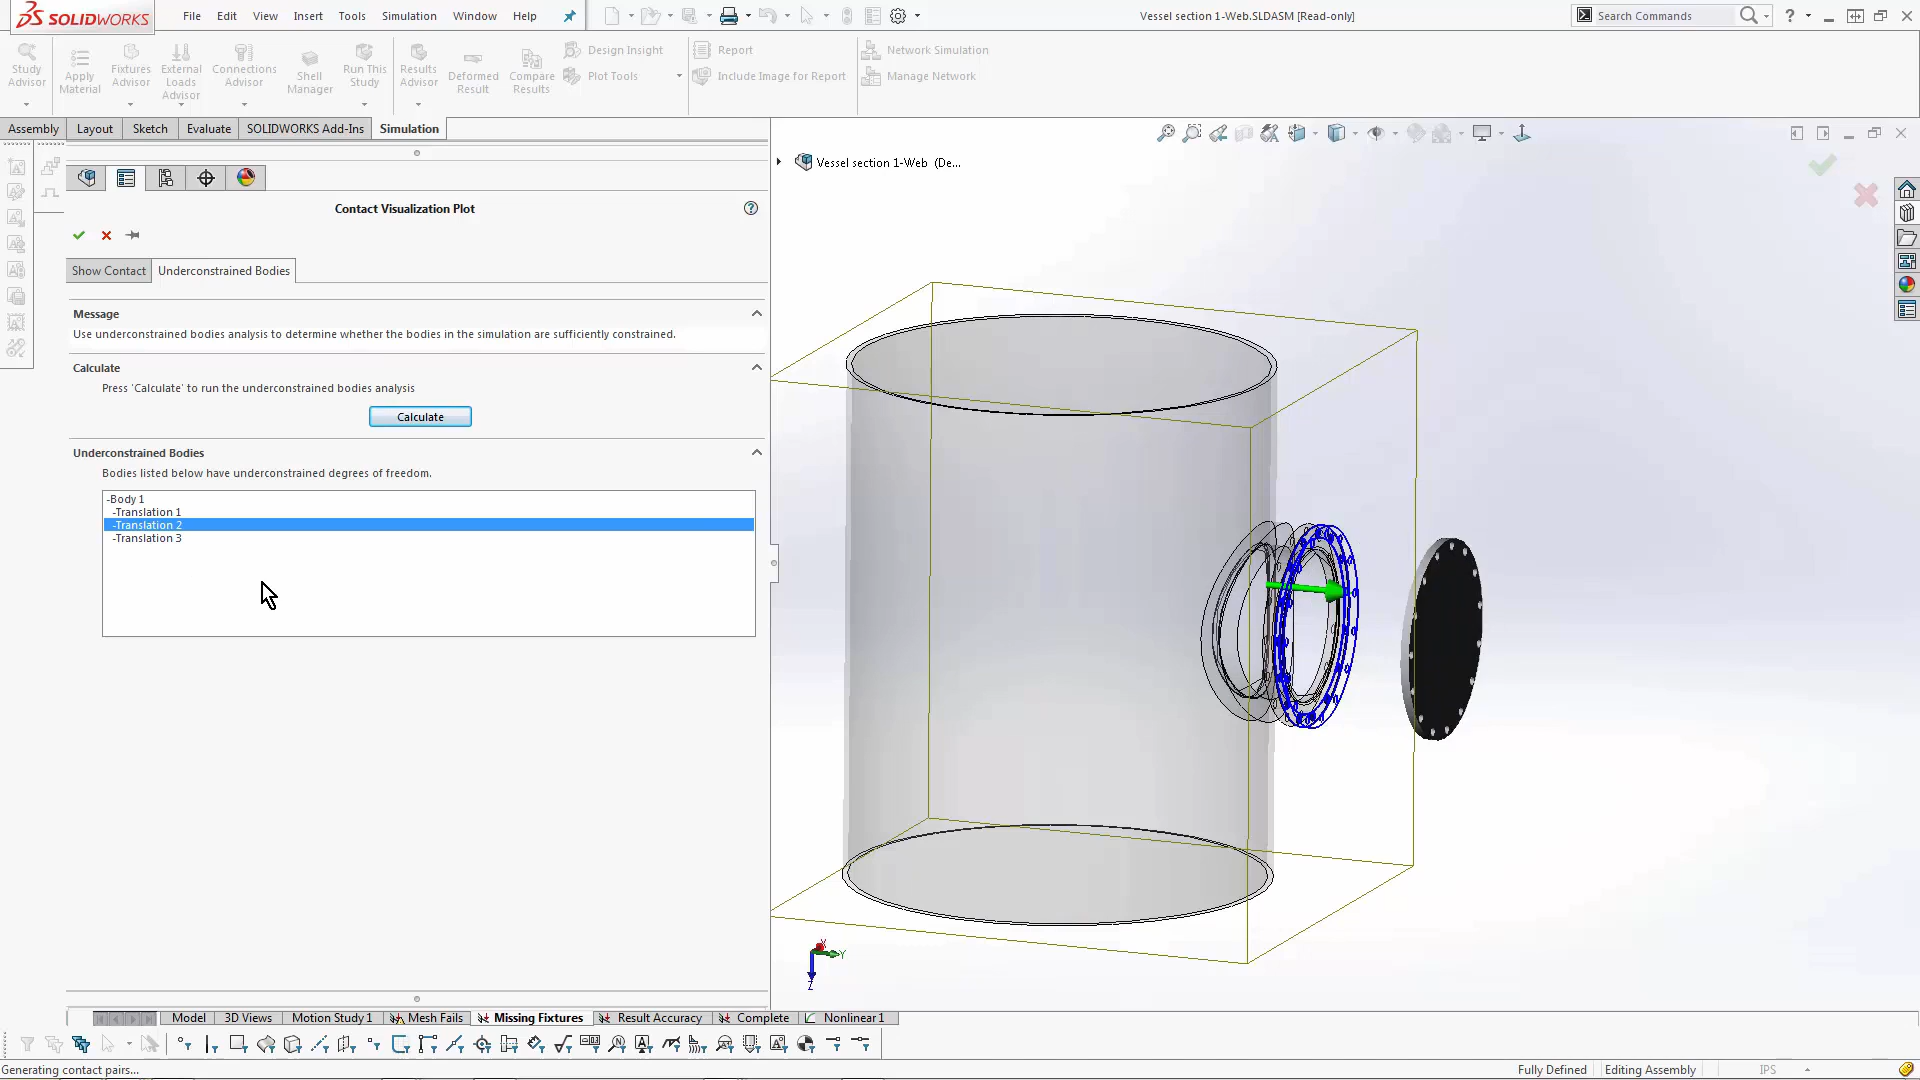 SOLIDWORKS
File Edit View Insert Tools Simulation Window Help
Vessel section 1-Web.SLDASM [Read-only]
Search Commands
Study Advisor
Apply Material
Fixtures Advisor
External Loads Advisor
Connections Advisor
Shell Manager
Run This Study
Results Advisor
Deformed Result
Compare Results
Design Insight
Plot Tools
Report
Include Image for Report
Network Simulation
Manage Network
Assembly Layout Sketch Evaluate SOLIDWORKS Add-Ins Simulation
Vessel section 1-Web (De...
Contact Visualization Plot
Show Contact Underconstrained Bodies
Message
Use underconstrained bodies analysis to determine whether the bodies in the simulation are sufficiently constrained.
Calculate
Press 'Calculate' to run the underconstrained bodies analysis
Calculate
Underconstrained Bodies
Bodies listed below have underconstrained degrees of freedom.
-Body 1
-Translation 1
-Translation 2
-Translation 3
X
Y
Z
Model 3D Views Motion Study 1 Mesh Fails Missing Fixtures Result Accuracy Complete Nonlinear 1
Generating contact pairs...
Fully Defined Editing Assembly IPS